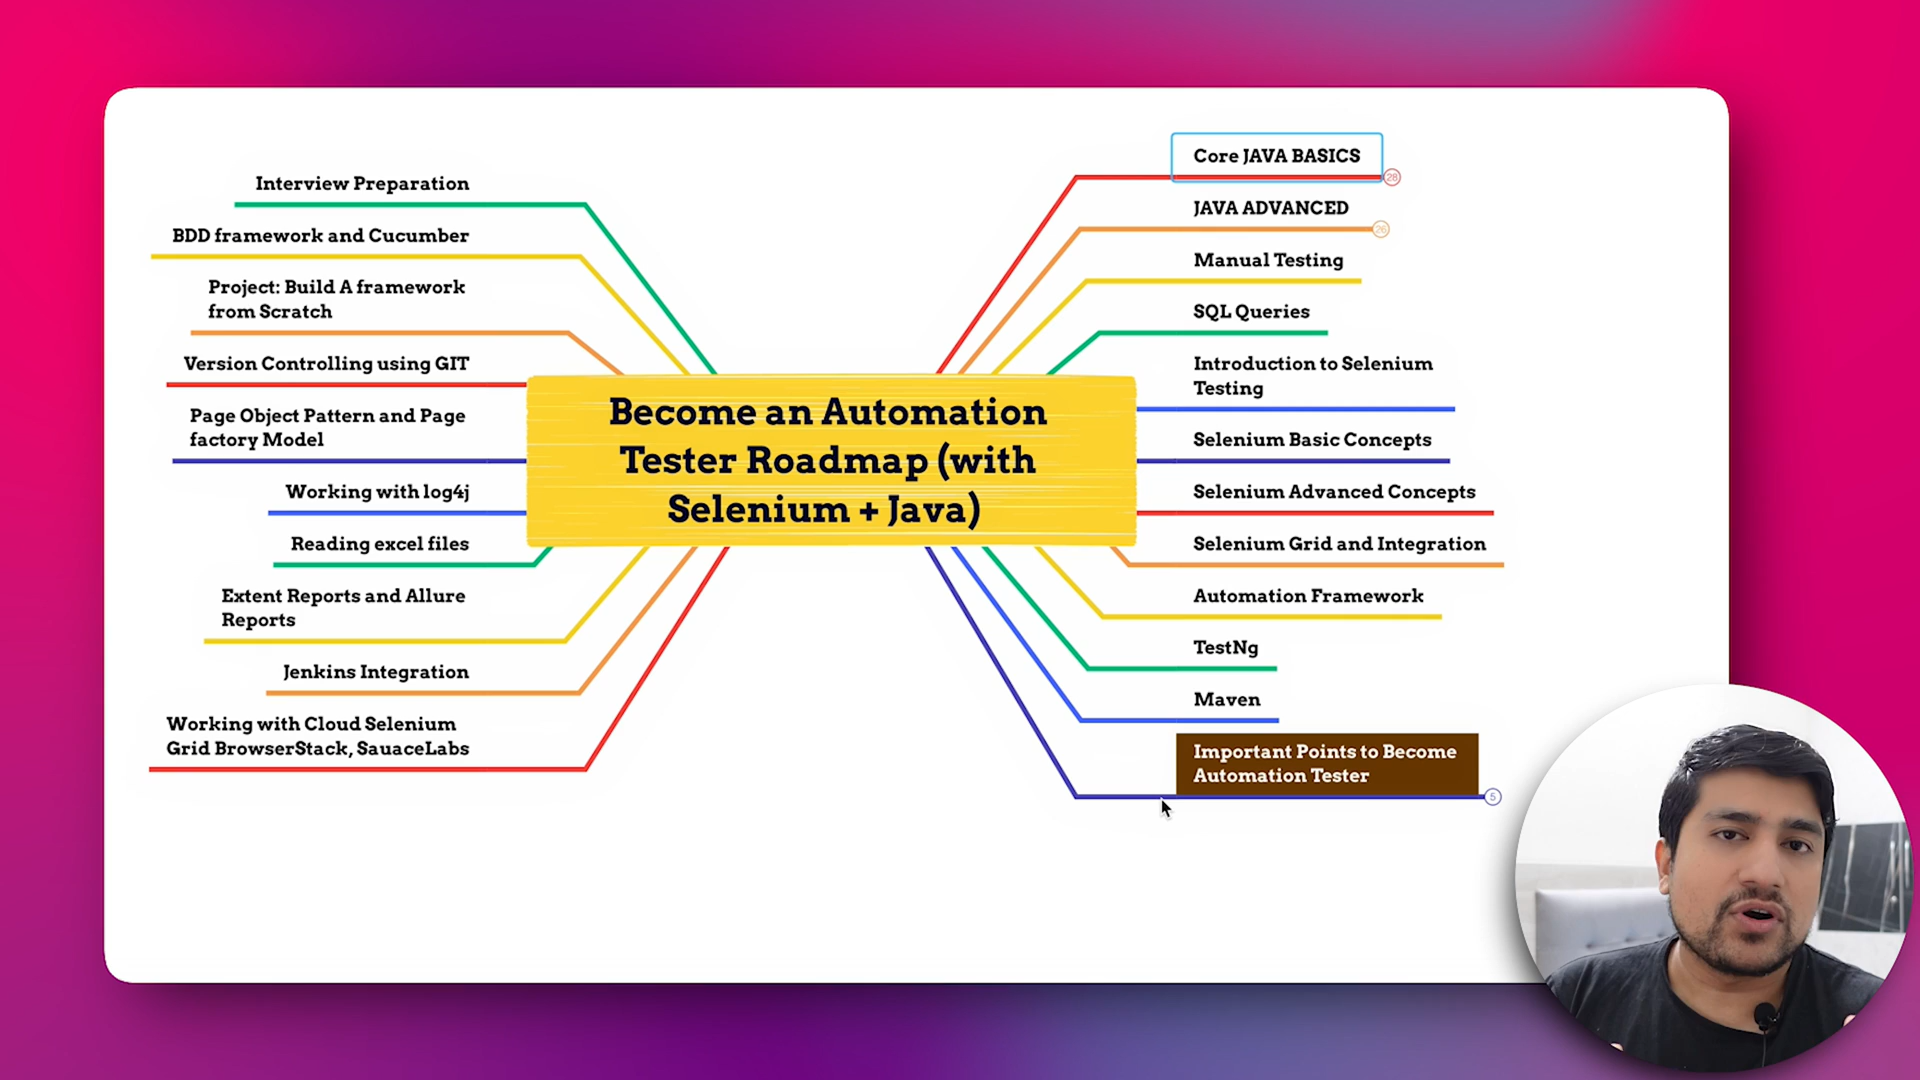 Become an Automation
Tester Roadmap (with
Selenium + Java)
Core JAVA BASICS
28
JAVA ADVANCED
26
Manual Testing
SQL Queries
Introduction to Selenium
Testing
Selenium Basic Concepts
Selenium Advanced Concepts
Selenium Grid and Integration
Automation Framework
TestNg
Maven
Important Points to Become
Automation Tester
5
Interview Preparation
BDD framework and Cucumber
Project: Build A framework
from Scratch
Version Controlling using GIT
Page Object Pattern and Page
factory Model
Working with log4j
Reading excel files
Extent Reports and Allure
Reports
Jenkins Integration
Working with Cloud Selenium
Grid BrowserStack, SauaceLabs